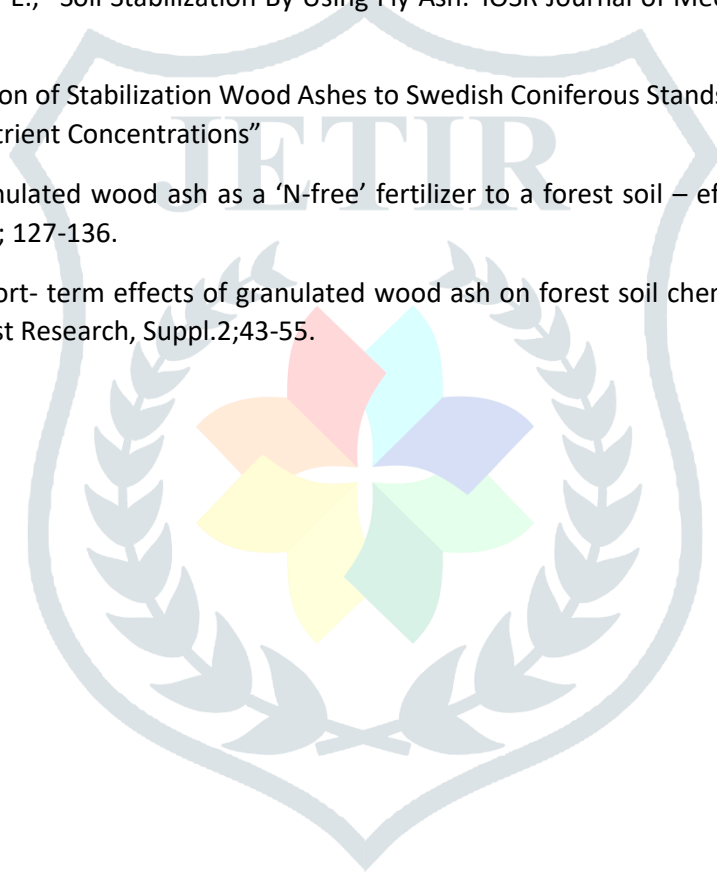 E., “Soil Stabilization By Using Fly Ash.” IOSR Journal of Mec
on of Stabilization Wood Ashes to Swedish Coniferous Stands
trient Concentrations”
nulated wood ash as a ‘N-free’ fertilizer to a forest soil – ef
; 127-136.
ort- term effects of granulated wood ash on forest soil cher
st Research, Suppl.2;43-55.
JETIR